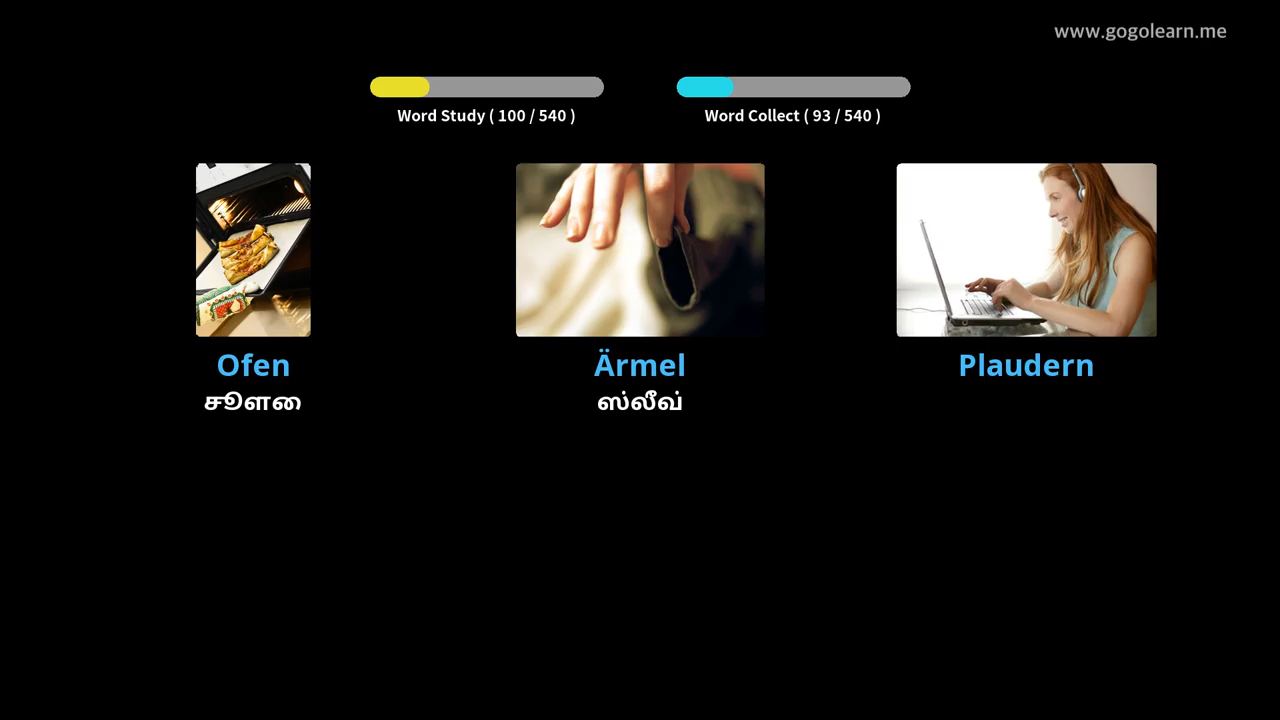 www.gogolearn.me
Word Study ( 100 / 540 )
Word Collect ( 93 / 540 )
Ofen
Ärmel
Plaudern
சூளை
ஸ்லீவ்